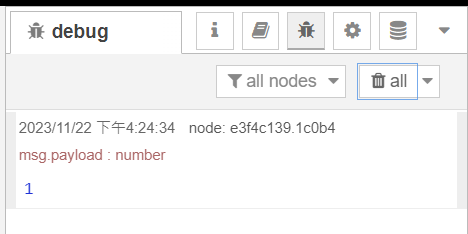 debug
all nodes
all
2023/11/22 下午4:24:34 node: e3f4c139.1c0b4
msg.payload : number
1